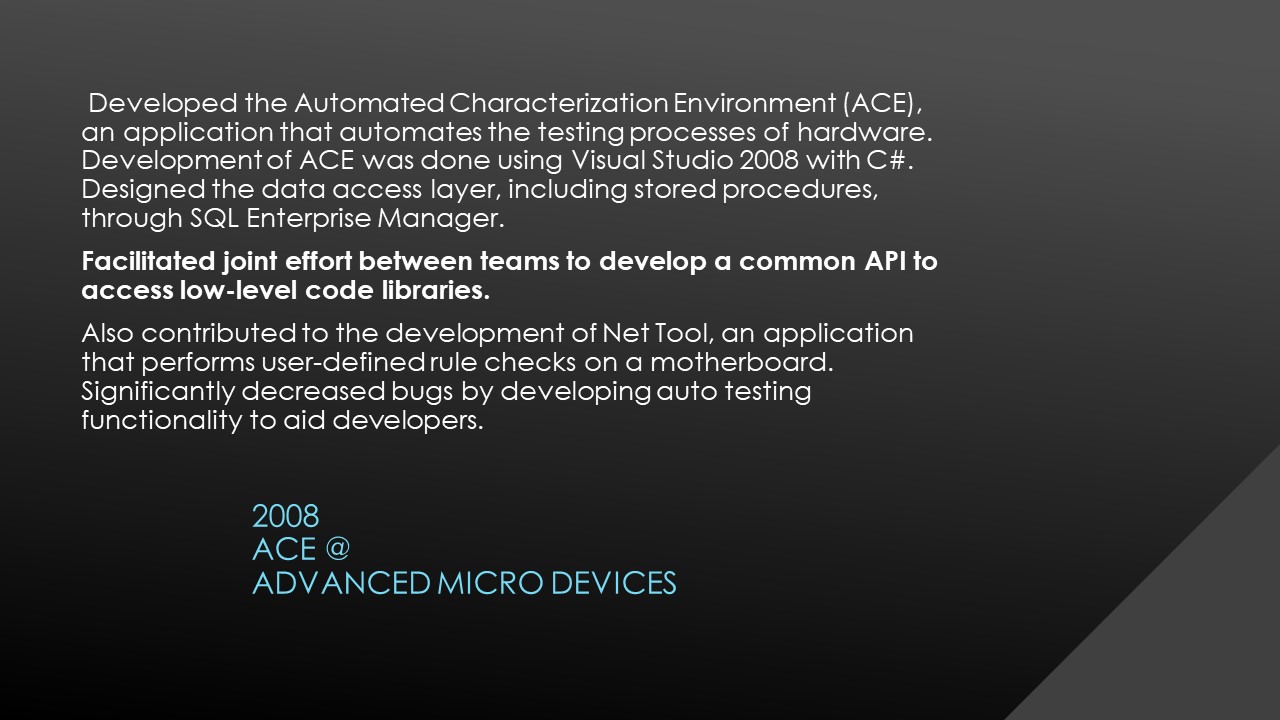 Developed the Automated Characterization Environment (ACE),
an application that automates the testing processes of hardware.
Development of ACE was done using Visual Studio 2008 with C#.
Designed the data access layer, including stored procedures,
through SQL Enterprise Manager.
Facilitated joint effort between teams to develop a common API to
access low-level code libraries.
Also contributed to the development of Net Tool, an application
that performs user-defined rule checks on a motherboard.
Significantly decreased bugs by developing auto testing
functionality to aid developers.
2008
ACE @
ADVANCED MICRO DEVICES